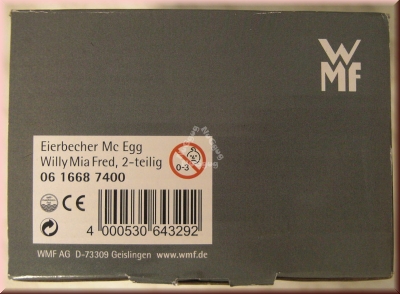 WMF
Eierbecher Mc Egg
Willy Mia Fred, 2-teilig
06 1668 7400
0-3
CE
4 000530 643292
WMF AG D-73309 Geislingen www.wmf.de